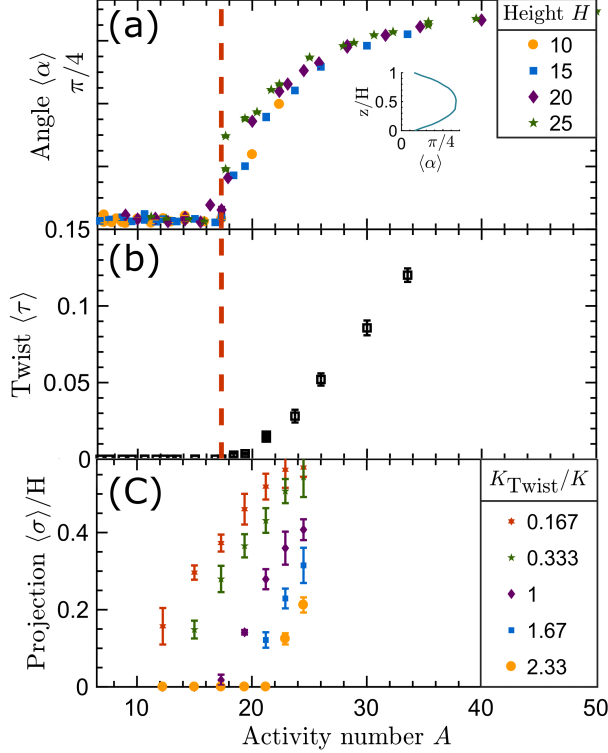 (a)
Angle ⟨α⟩
π/4
Height H
10
15
20
25
z/H
1
0.5
0
0
π/4
⟨α⟩
(b)
Twist ⟨τ⟩
0.15
0.1
0.05
0
(C)
Projection ⟨σ⟩/H
0.4
0.2
0
K_Twist/K
0.167
0.333
1
1.67
2.33
10
20
30
40
50
Activity number A